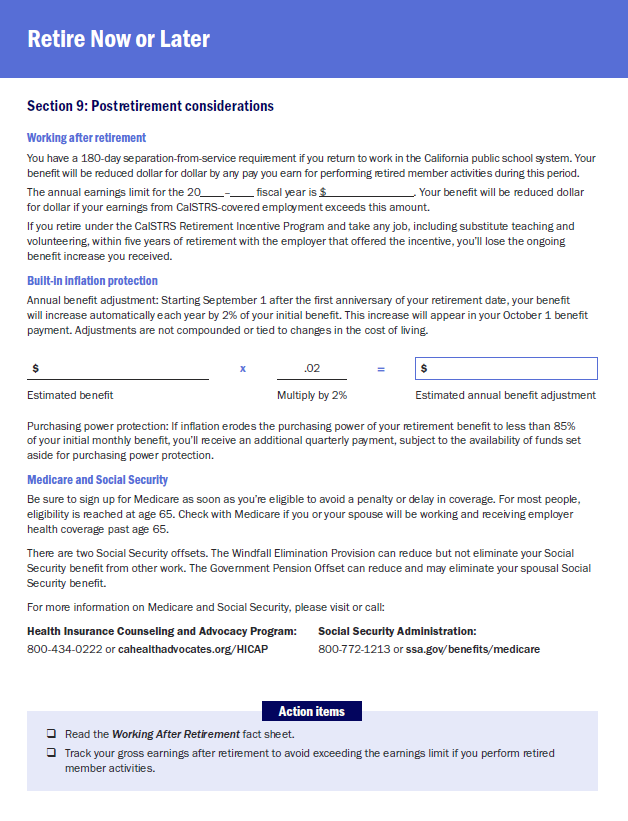 Retire Now or Later
Section 9: Postretirement considerations
Working after retirement
You have a 180-day separation-from-service requirement if you return to work in the California public school system. Your
benefit will be reduced dollar for dollar by any pay you earn for performing retired member activities during this period.
The annual earnings limit for the 20____–____ fiscal year is $_______________. Your benefit will be reduced dollar
for dollar if your earnings from CalSTRS-covered employment exceeds this amount.
If you retire under the CalSTRS Retirement Incentive Program and take any job, including substitute teaching and
volunteering, within five years of retirement with the employer that offered the incentive, you'll lose the ongoing
benefit increase you received.
Built-in inflation protection
Annual benefit adjustment: Starting September 1 after the first anniversary of your retirement date, your benefit
will increase automatically each year by 2% of your initial benefit. This increase will appear in your October 1 benefit
payment. Adjustments are not compounded or tied to changes in the cost of living.
$ x .02 = $
Estimated benefit Multiply by 2% Estimated annual benefit adjustment
Purchasing power protection: If inflation erodes the purchasing power of your retirement benefit to less than 85%
of your initial monthly benefit, you'll receive an additional quarterly payment, subject to the availability of funds set
aside for purchasing power protection.
Medicare and Social Security
Be sure to sign up for Medicare as soon as you're eligible to avoid a penalty or delay in coverage. For most people,
eligibility is reached at age 65. Check with Medicare if you or your spouse will be working and receiving employer
health coverage past age 65.
There are two Social Security offsets. The Windfall Elimination Provision can reduce but not eliminate your Social
Security benefit from other work. The Government Pension Offset can reduce and may eliminate your spousal Social
Security benefit.
For more information on Medicare and Social Security, please visit or call:
Health Insurance Counseling and Advocacy Program: Social Security Administration:
800-434-0222 or cahealthadvocates.org/HICAP 800-772-1213 or ssa.gov/benefits/medicare
Action items
❑ Read the Working After Retirement fact sheet.
❑ Track your gross earnings after retirement to avoid exceeding the earnings limit if you perform retired
member activities.